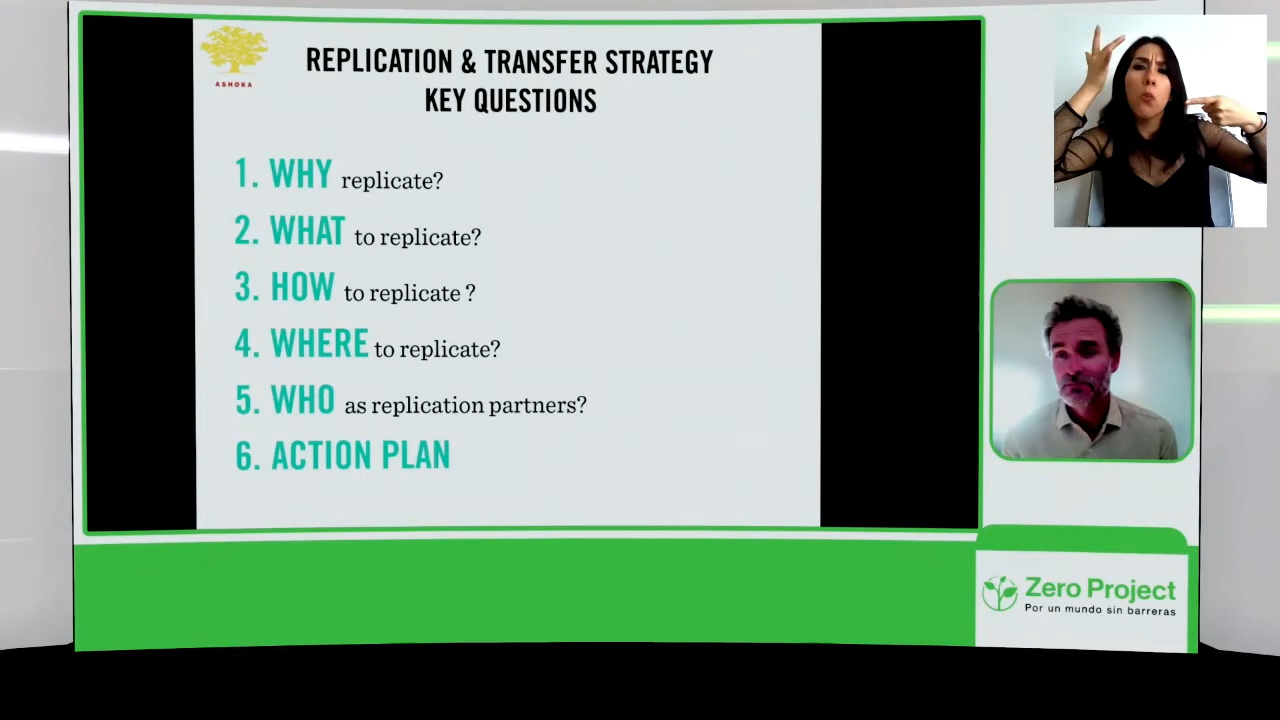 ASHOKA
REPLICATION & TRANSFER STRATEGY
KEY QUESTIONS
1. WHY replicate?
2. WHAT to replicate?
3. HOW to replicate ?
4. WHERE to replicate?
5. WHO as replication partners?
6. ACTION PLAN
Zero Project
Por un mundo sin barreras